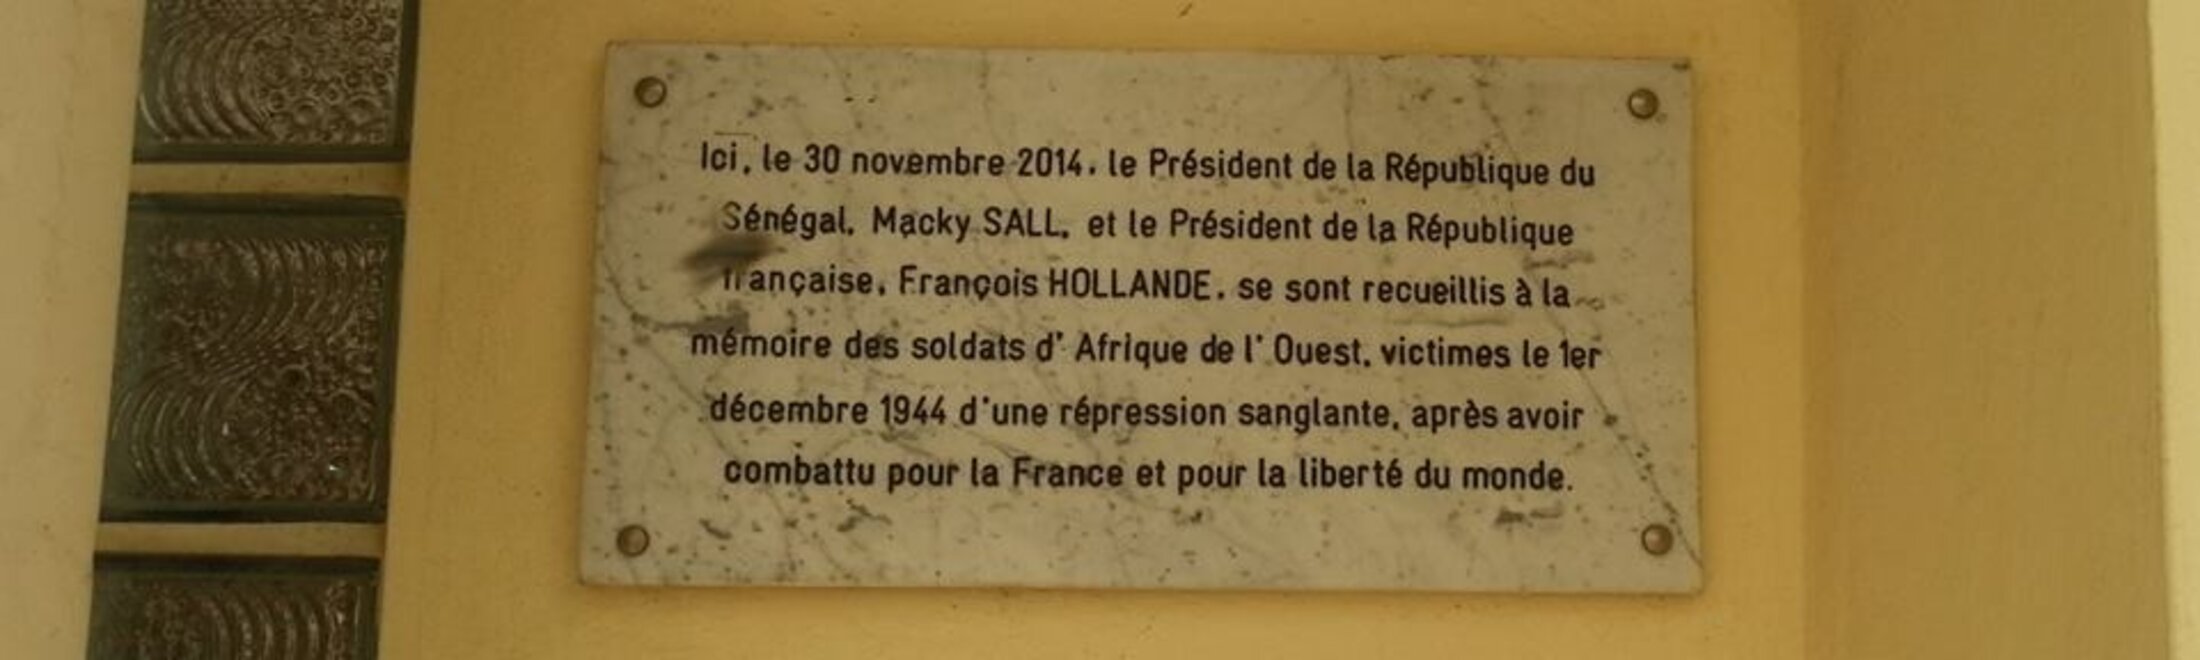 Ici, le 30 novembre 2014, le Président de la République du
Sénégal, Macky SALL, et le Président de la République
française, François HOLLANDE, se sont recueillis à la
mémoire des soldats d' Afrique de l' Ouest, victimes le 1er
décembre 1944 d'une répression sanglante, après avoir
combattu pour la France et pour la liberté du monde.